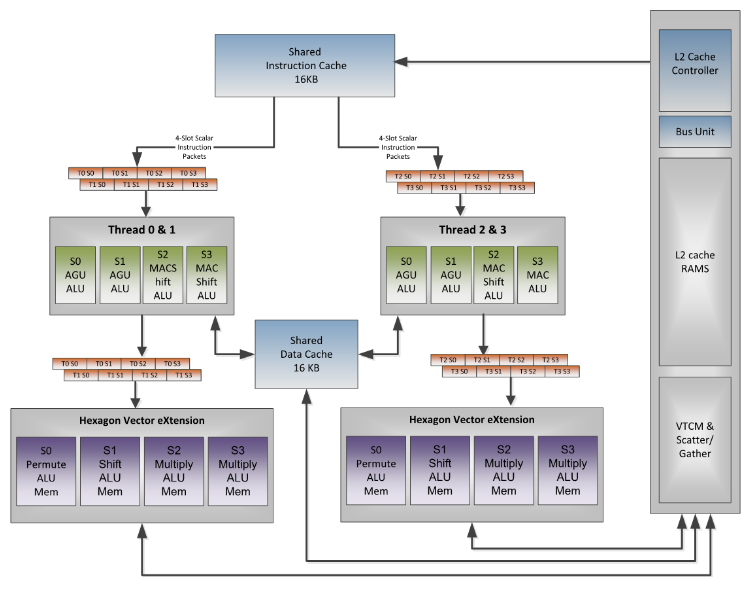 Shared
Instruction Cache
16KB
L2 Cache
Controller
Bus Unit
L2 cache
RAMS
VTCM &
Scatter/
Gather
4-Slot Scalar
Instruction
Packets
4-Slot Scalar
Instruction
Packets
T0 S0 T0 S1 T0 S2 T0 S3
T1 S0 T1 S1 T1 S2 T1 S3
T2 S0 T2 S1 T2 S2 T2 S3
T3 S0 T3 S1 T3 S2 T3 S3
Thread 0 & 1
S0
AGU
ALU
S1
AGU
ALU
S2
MACS
hift
ALU
S3
MAC
Shift
ALU
Thread 2 & 3
S0
AGU
ALU
S1
AGU
ALU
S2
MAC
Shift
ALU
S3
MAC
ALU
Shared
Data Cache
16 KB
T0 S0 T0 S1 T0 S2 T0 S3
T1 S0 T1 S1 T1 S2 T1 S3
T2 S0 T2 S1 T2 S2 T2 S3
T3 S0 T3 S1 T3 S2 T3 S3
Hexagon Vector eXtension
S0
Permute
ALU
Mem
S1
Shift
ALU
Mem
S2
Multiply
ALU
Mem
S3
Multiply
ALU
Mem
Hexagon Vector eXtension
S0
Permute
ALU
Mem
S1
Shift
ALU
Mem
S2
Multiply
ALU
Mem
S3
Multiply
ALU
Mem